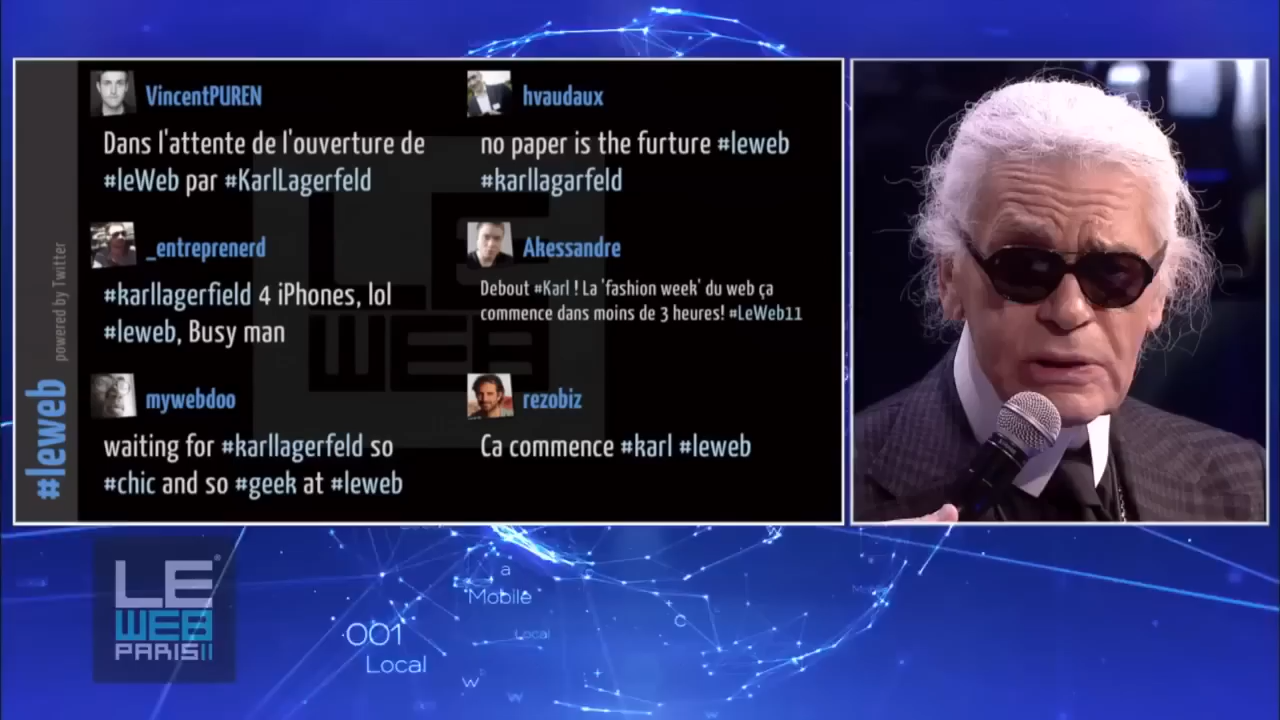 VincentPUREN
Dans l'attente de l'ouverture de
#leWeb par #KarlLagerfeld
hvaudaux
no paper is the furture #leweb
#karllagarfeld
_entreprenerd
#karllagerfield 4 iPhones, lol
#leweb, Busy man
Akessandre
Debout #Karl ! La 'fashion week' du web ça
commence dans moins de 3 heures! #LeWeb11
mywebdoo
waiting for #karllagerfeld so
#chic and so #geek at #leweb
rezobiz
Ca commence #karl #leweb
#leweb
powered by Twitter
LE
WEB
LE
WEB
PARIS11
a
Mobile
001
Local
Local
C
W
W
W